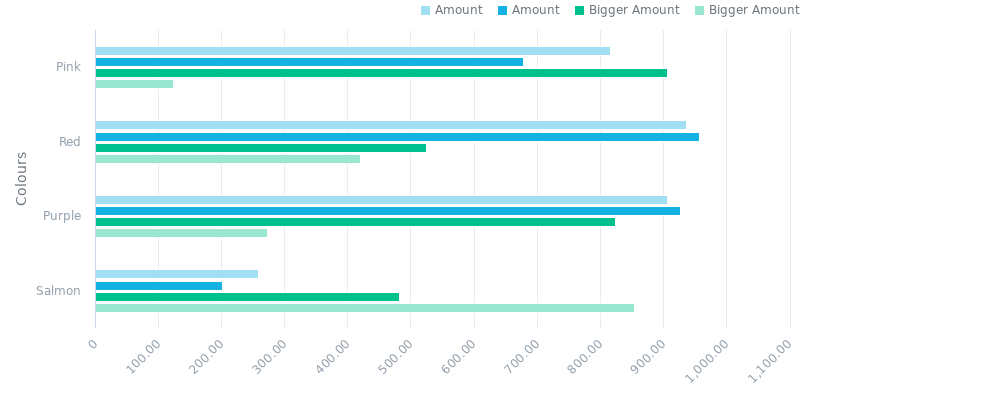 Amount Amount Bigger Amount Bigger Amount
Colours
Pink
Red
Purple
Salmon
0 100.00 200.00 300.00 400.00 500.00 600.00 700.00 800.00 900.00 1,000.00 1,100.00